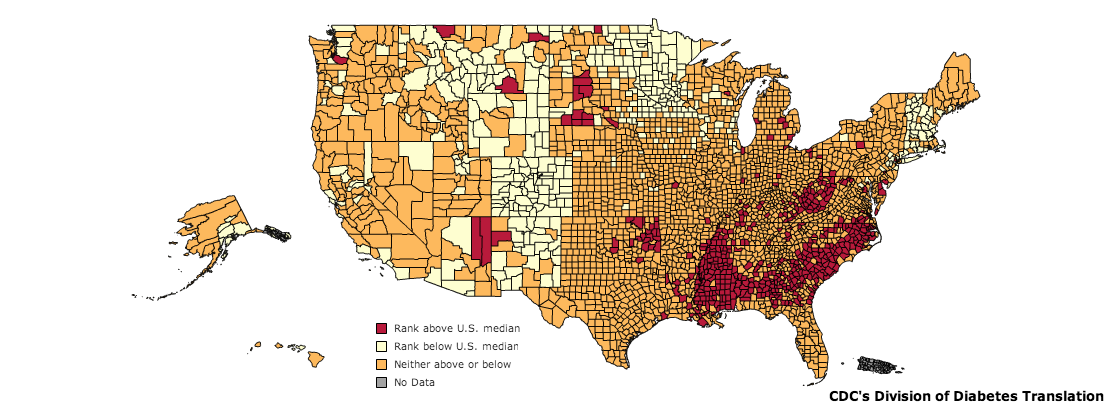 Rank above U.S. median
Rank below U.S. median
Neither above or below
No Data
CDC's Division of Diabetes Translation